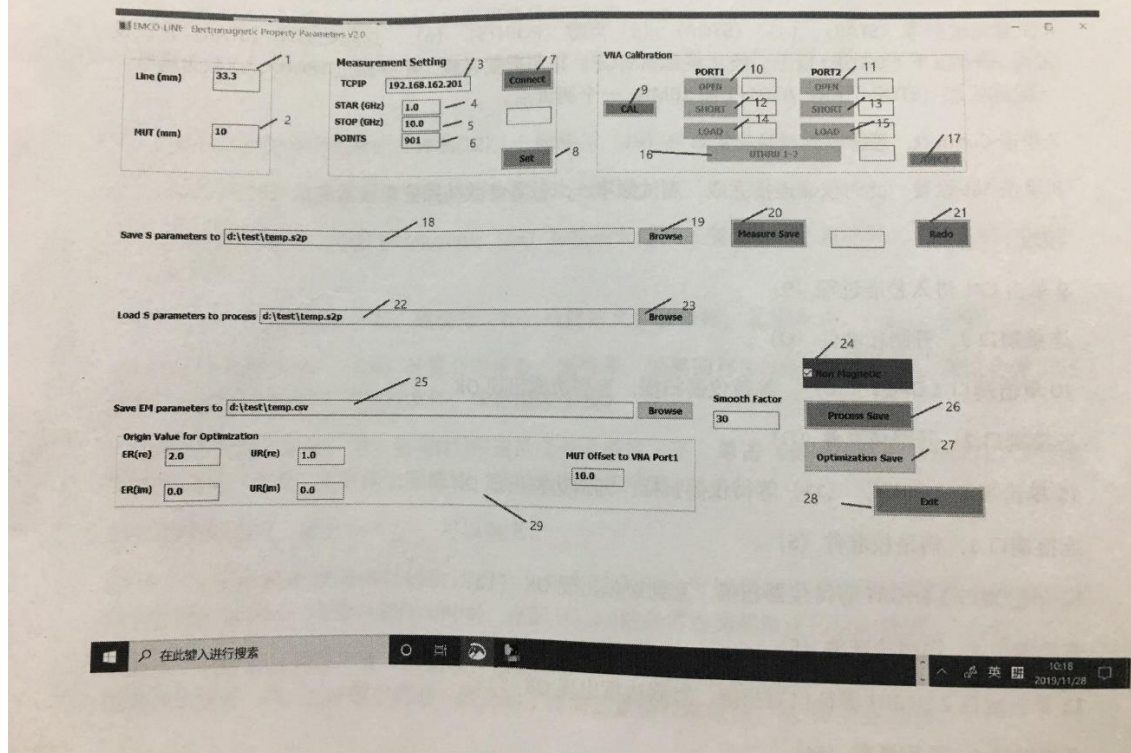 EMCO-LINE- Electromagnetic Property Parameters V2.0
Line (mm) 33.3 1
MUT (mm) 10 2
Measurement Setting
TCPIP 192.168.162.201 3
STAR (GHz) 1.0 4
STOP (GHz) 10.0 5
POINTS 901 6
Connect 7
Set 8
VNA Calibration
CAL 9
PORT1 10 PORT2 11
OPEN OPEN
SHORT 12 SHORT 13
LOAD 14 LOAD 15
16 UTHRU 1-2
17
Save S parameters to d:\test\temp.s2p 18 Browse 19 Measure Save 20 Redo 21
Load S parameters to process d:\test\temp.s2p 22 Browse 23
24
Non Magnetic
Save EM parameters to d:\test\temp.csv 25 Browse
Smooth Factor
30
Process Save 26
Optimization Save 27
28 Exit
Origin Value for Optimization
ER(re) 2.0 UR(re) 1.0
ER(im) 0.0 UR(im) 0.0
MUT Offset to VNA Port1
10.0
29
在此键入进行搜索
英
10:18
2019/11/28